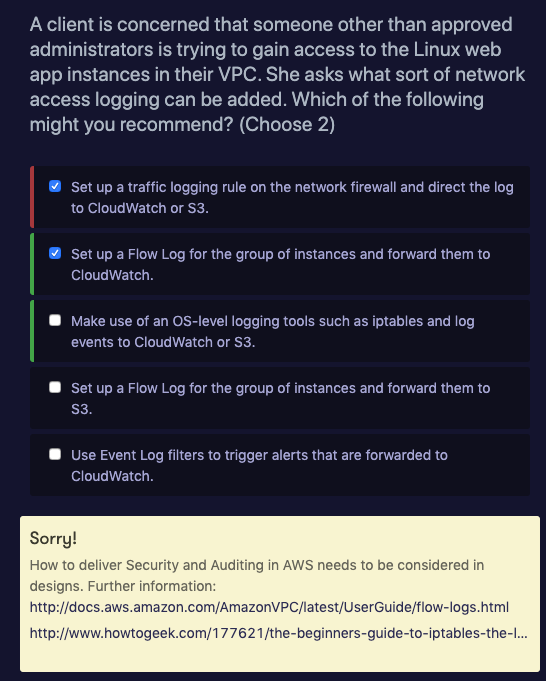 A client is concerned that someone other than approved
administrators is trying to gain access to the Linux web
app instances in their VPC. She asks what sort of network
access logging can be added. Which of the following
might you recommend? (Choose 2)
Set up a traffic logging rule on the network firewall and direct the log
to CloudWatch or S3.
Set up a Flow Log for the group of instances and forward them to
CloudWatch.
Make use of an OS-level logging tools such as iptables and log
events to CloudWatch or S3.
Set up a Flow Log for the group of instances and forward them to
S3.
Use Event Log filters to trigger alerts that are forwarded to
CloudWatch.
Sorry!
How to deliver Security and Auditing in AWS needs to be considered in
designs. Further information:
http://docs.aws.amazon.com/AmazonVPC/latest/UserGuide/flow-logs.html
http://www.howtogeek.com/177621/the-beginners-guide-to-iptables-the-l...